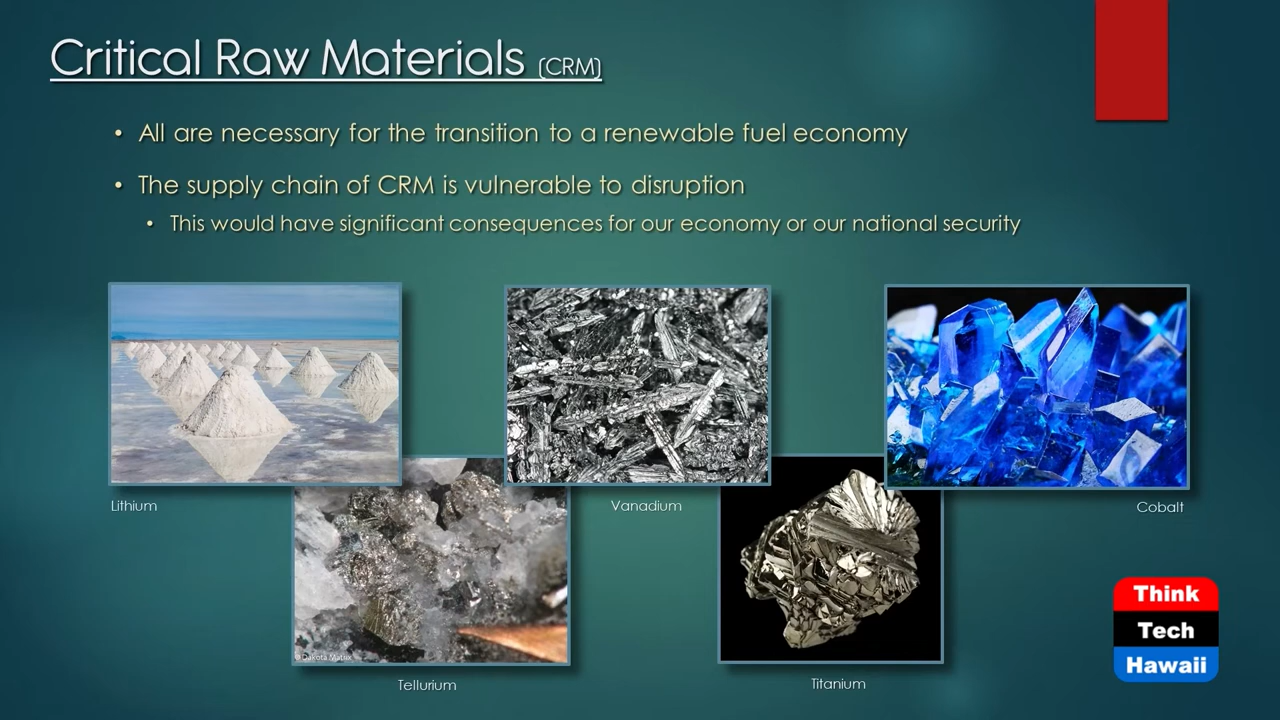 Critical Raw Materials (CRM)
• All are necessary for the transition to a renewable fuel economy
• The supply chain of CRM is vulnerable to disruption
• This would have significant consequences for our economy or our national security
Lithium
Vanadium
Cobalt
© Dakota Matrix
Tellurium
Titanium
Think
Tech
Hawaii